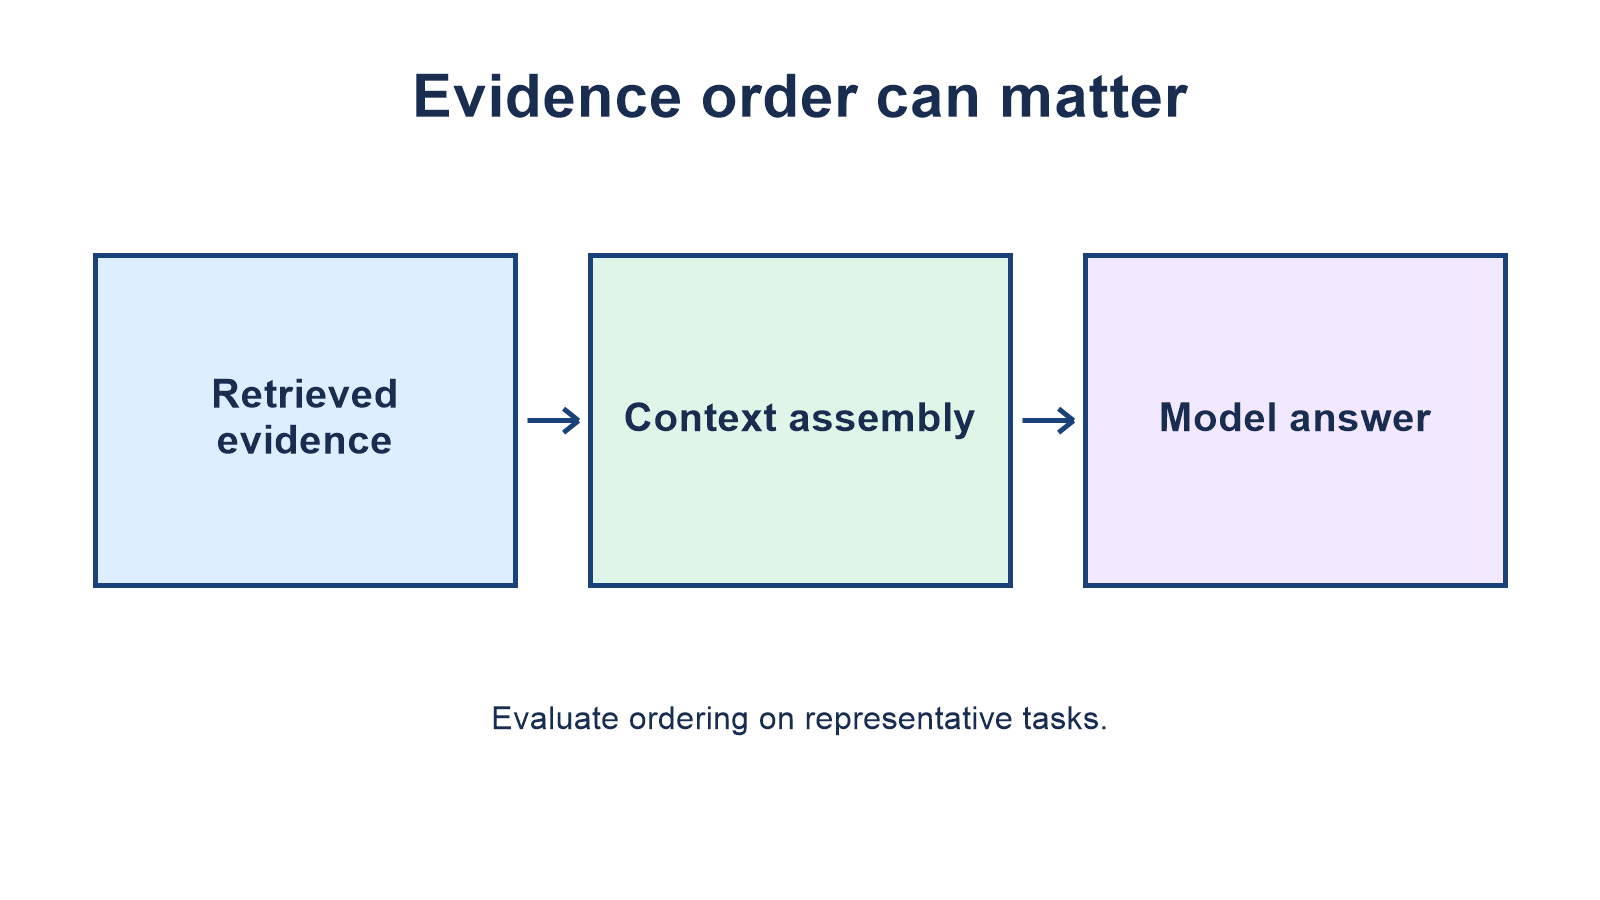 Evidence order can matter
Retrieved
evidence
Context assembly
Model answer
Evaluate ordering on representative tasks.